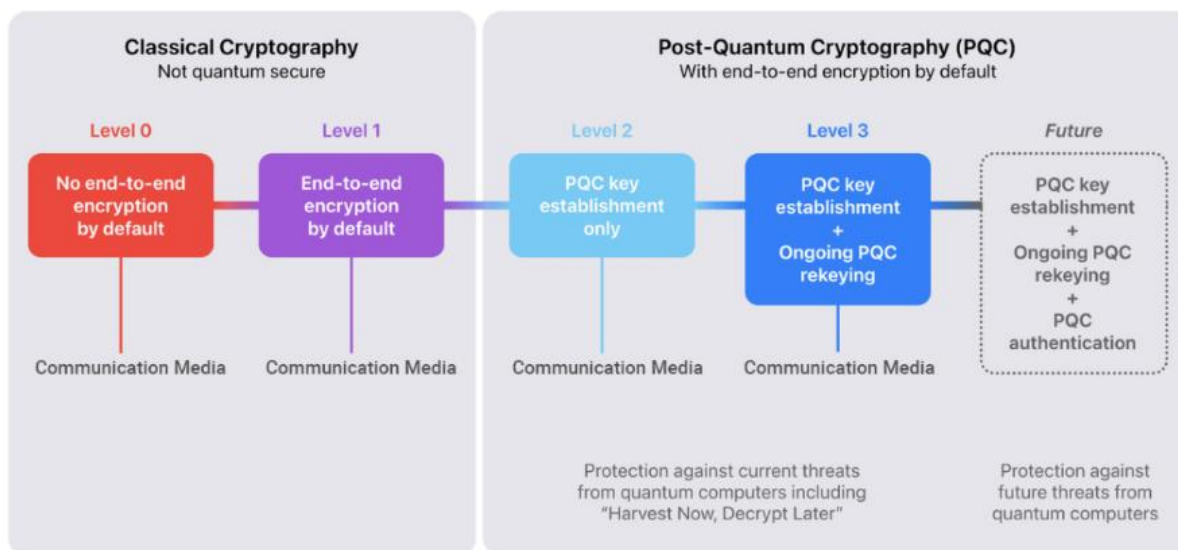 Classical Cryptography
Not quantum secure
Level 0
No end-to-end
encryption
by default
Communication Media
Level 1
End-to-end
encryption
by default
Communication Media
Post-Quantum Cryptography (PQC)
With end-to-end encryption by default
Level 2
PQC key
establishment
only
Communication Media
Level 3
PQC key
establishment
+
Ongoing PQC
rekeying
Communication Media
Future
PQC key
establishment
+
Ongoing PQC
rekeying
+
PQC
authentication
Protection against current threats
from quantum computers including
“Harvest Now, Decrypt Later”
Protection against
future threats from
quantum computers